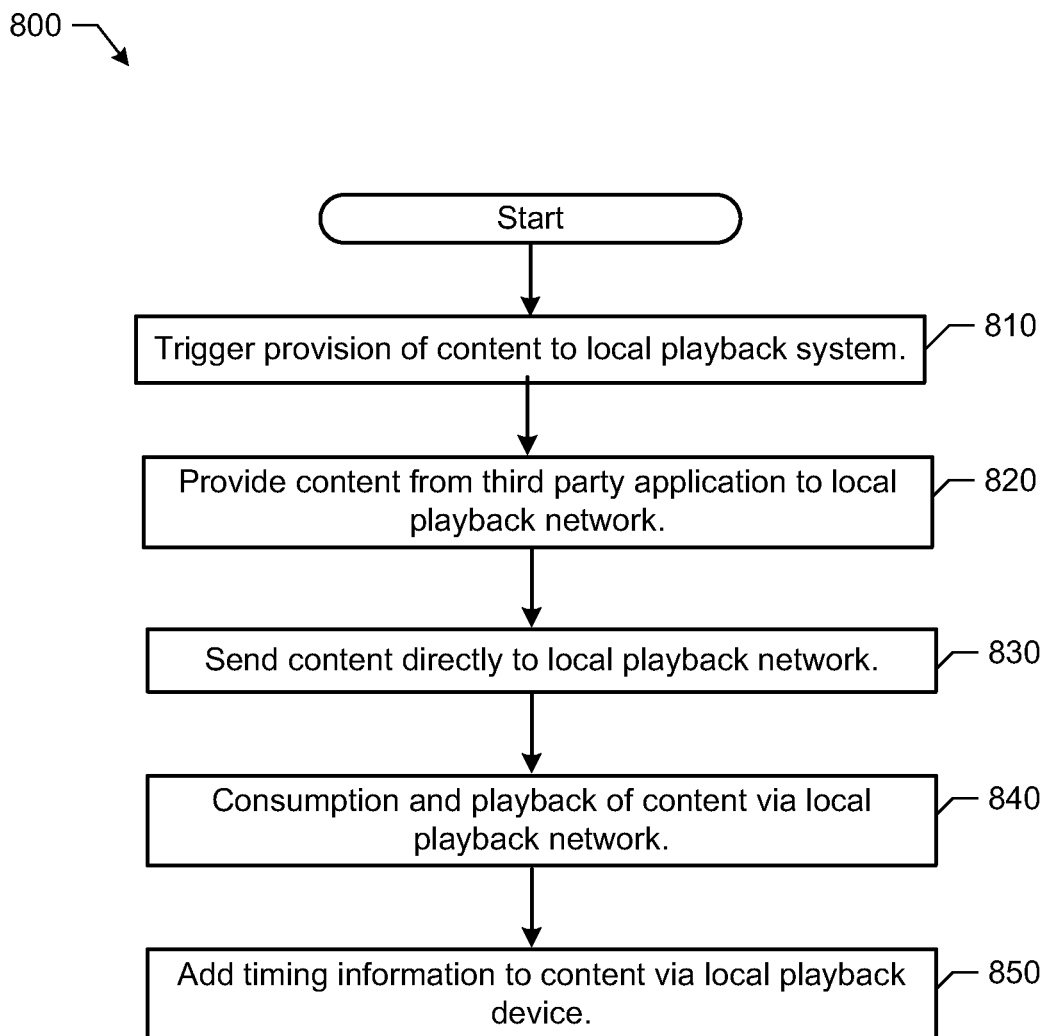 800
Start
Trigger provision of content to local playback system.
810
Provide content from third party application to local
playback network.
820
Send content directly to local playback network.
830
Consumption and playback of content via local
playback network.
840
Add timing information to content via local playback
device.
850